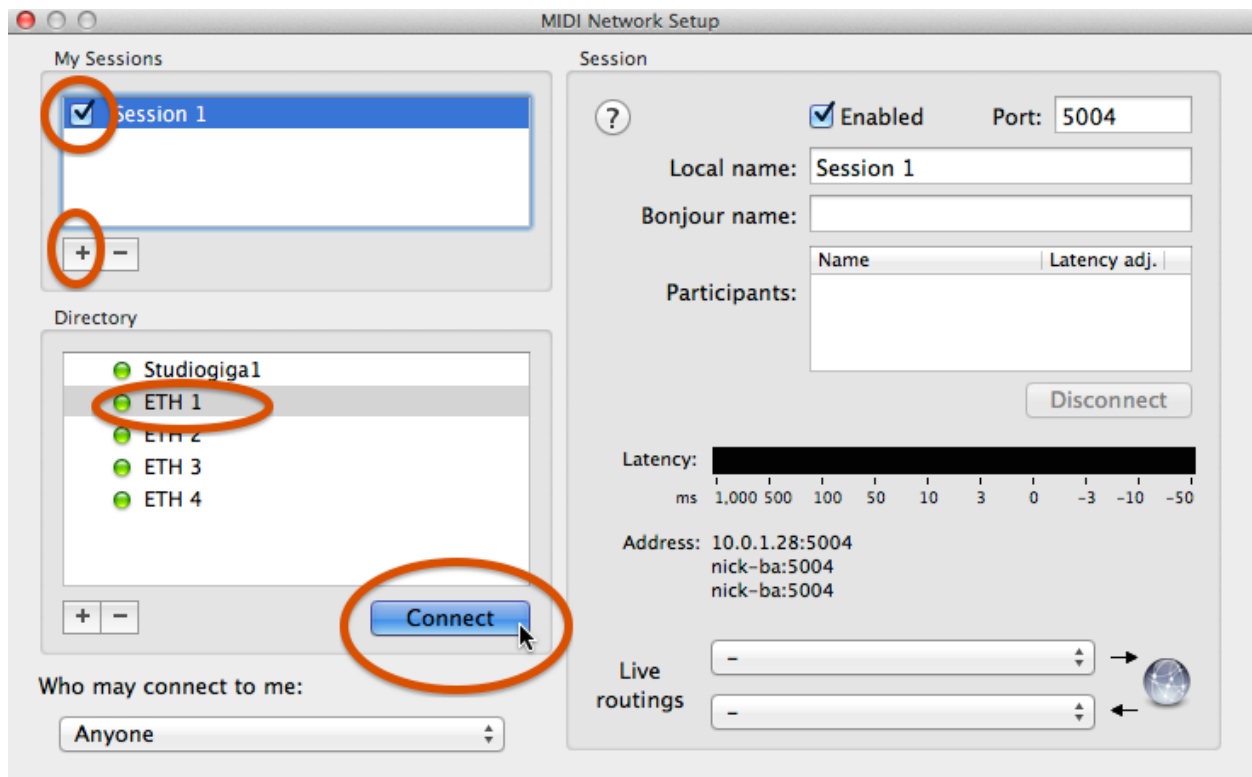 MIDI Network Setup
My Sessions
Session 1
+ −
Directory
Studiogiga1
ETH 1
ETH 2
ETH 3
ETH 4
+ −
Connect
Who may connect to me:
Anyone
Session
?
Enabled
Port: 5004
Local name: Session 1
Bonjour name:
Name Latency adj.
Participants:
Disconnect
Latency:
ms 1,000 500 100 50 10 3 0 -3 -10 -50
Address: 10.0.1.28:5004
nick-ba:5004
nick-ba:5004
Live
routings
-
-